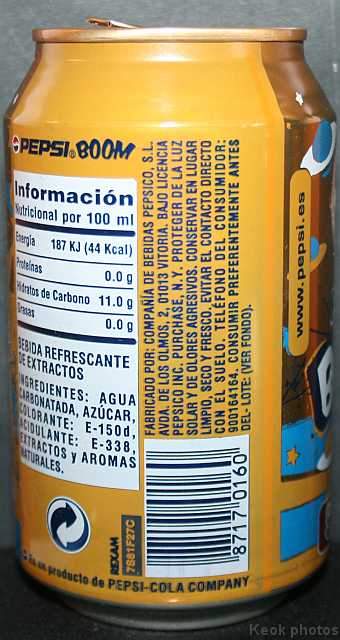 PEPSI BOOM
Información
Nutricional por 100 ml
Energía 187 KJ (44 Kcal)
Proteínas 0.0 g
Hidratos de Carbono 11.0 g
Grasas 0.0 g
BEBIDA REFRESCANTE
DE EXTRACTOS
INGREDIENTES: AGUA
CARBONATADA, AZÚCAR,
COLORANTE: E-150d,
ACIDULANTE: E-338,
EXTRACTOS y AROMAS
NATURALES.
FABRICADO POR: COMPAÑÍA DE BEBIDAS PEPSICO, S.L.
AVDA. DE LOS OLMOS, 2, 01013 VITORIA. BAJO LICENCIA
PEPSICO INC. PURCHASE, N.Y. PROTEGER DE LA LUZ
SOLAR Y DE OLORES AGRESIVOS. CONSERVAR EN LUGAR
LIMPIO, SECO Y FRESCO. EVITAR EL CONTACTO DIRECTO
CON EL SUELO. TELÉFONO DEL CONSUMIDOR:
900164164. CONSUMIR PREFERENTEMENTE ANTES
DEL- LOTE: (VER FONDO).
www.pepsi.es
8717 0160
REXAM
7S81F27C
Es un producto de PEPSI-COLA COMPANY
Keok photos